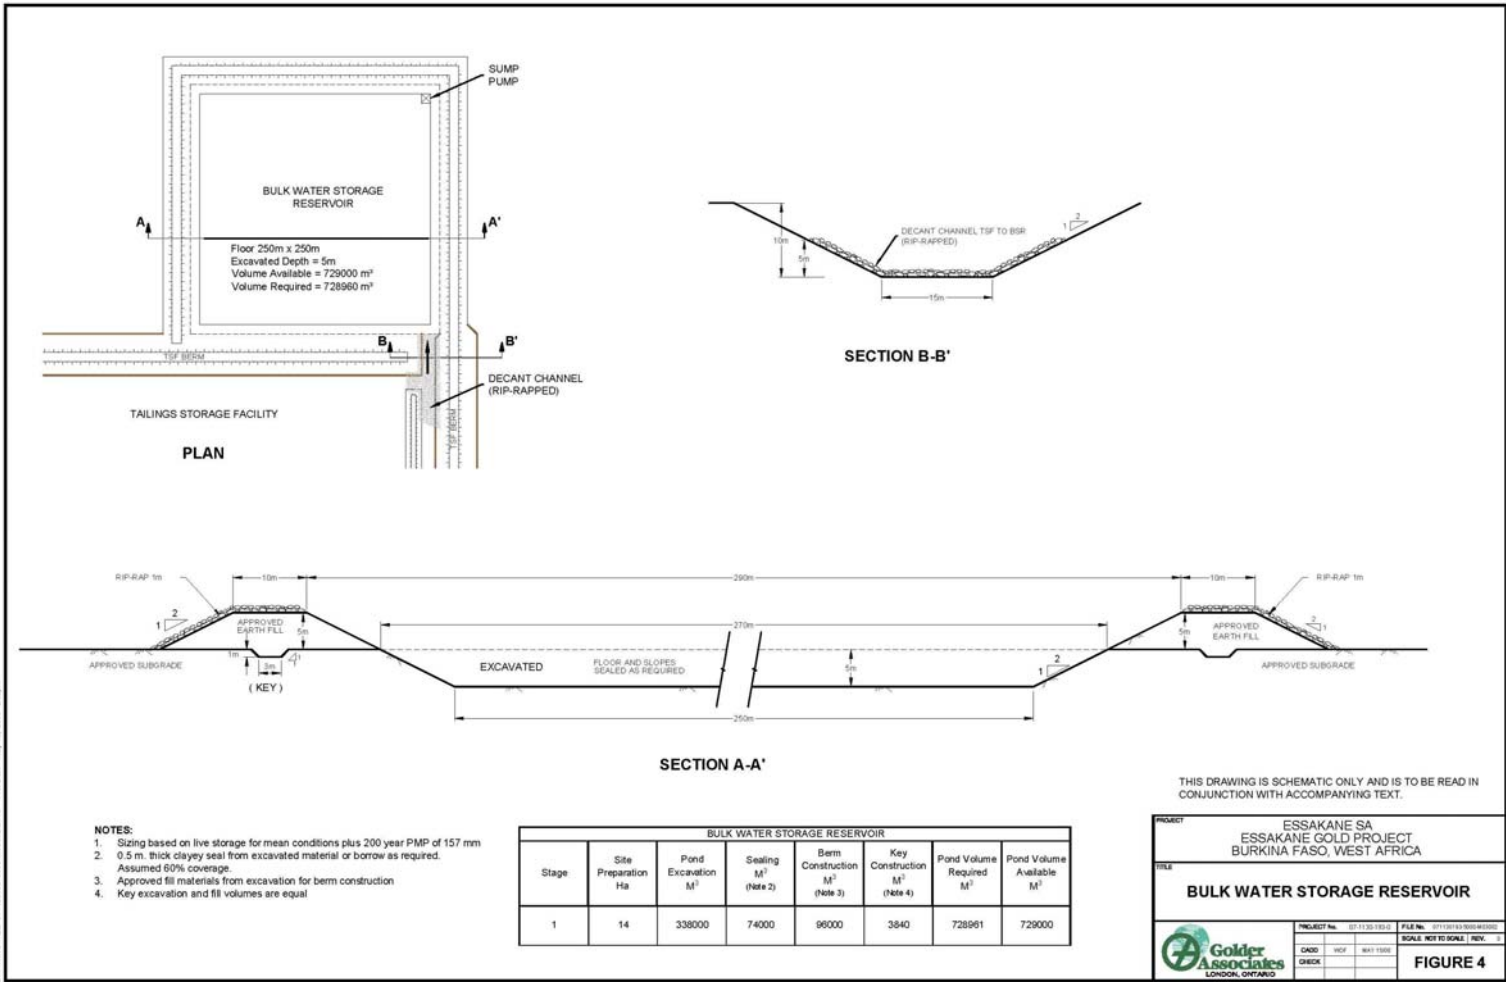 SUMP
PUMP
BULK WATER STORAGE
RESERVOIR
A
A'
Floor 250m x 250m
Excavated Depth = 5m
Volume Available = 729000 m³
Volume Required = 728960 m³
B
B'
TSF BERM
DECANT CHANNEL
(RIP-RAPPED)
TSF BERM
TAILINGS STORAGE FACILITY
PLAN
10m
5m
DECANT CHANNEL TSF TO BSR
(RIP-RAPPED)
1
2
15m
SECTION B-B'
RIP-RAP 1m
10m
290m
10m
RIP-RAP 1m
1
2
APPROVED
EARTH FILL
5m
270m
5m
APPROVED
EARTH FILL
2
1
APPROVED SUBGRADE
1m
3m
1
1
( KEY )
EXCAVATED
FLOOR AND SLOPES
SEALED AS REQUIRED
5m
1
2
APPROVED SUBGRADE
250m
SECTION A-A'
THIS DRAWING IS SCHEMATIC ONLY AND IS TO BE READ IN
CONJUNCTION WITH ACCOMPANYING TEXT.
NOTES:
1. Sizing based on live storage for mean conditions plus 200 year PMP of 157 mm
2. 0.5 m. thick clayey seal from excavated material or borrow as required.
Assumed 60% coverage.
3. Approved fill materials from excavation for berm construction
4. Key excavation and fill volumes are equal
BULK WATER STORAGE RESERVOIR
Stage
Site
Preparation
Ha
Pond
Excavation
M³
Sealing
M³
(Note 2)
Berm
Construction
M³
(Note 3)
Key
Construction
M³
(Note 4)
Pond Volume
Required
M³
Pond Volume
Available
M³
1 14 338000 74000 96000 3840 728961 729000
PROJECT
ESSAKANE SA
ESSAKANE GOLD PROJECT
BURKINA FASO, WEST AFRICA
TITLE
BULK WATER STORAGE RESERVOIR
Golder
Associates
LONDON, ONTARIO
PROJECT No.
FILE No.
SCALE NOT TO SCALE REV.
CADD
CHECK
FIGURE 4